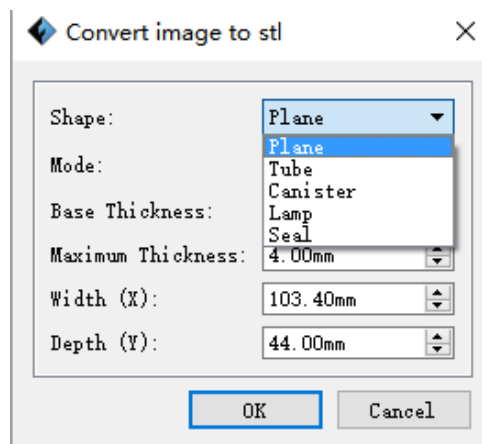 Convert image to stl
Shape: Plane
Plane
Mode: Tube
Canister
Base Thickness: Lamp
Seal
Maximum Thickness: 4.00mm
Width (X): 103.40mm
Depth (Y): 44.00mm
OK Cancel